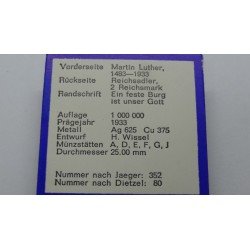 Vorderseite Martin Luther,
1483-1933
Rückseite Reichsadler,
2 Reichsmark
Randschrift Ein feste Burg
ist unser Gott
Auflage 1 000 000
Prägejahr 1933
Metall Ag 625 Cu 375
Entwurf H. Wissel
Münzstätten A, D, E, F, G, J
Durchmesser 25,00 mm
Nummer nach Jaeger: 352
Nummer nach Dietzel: 80